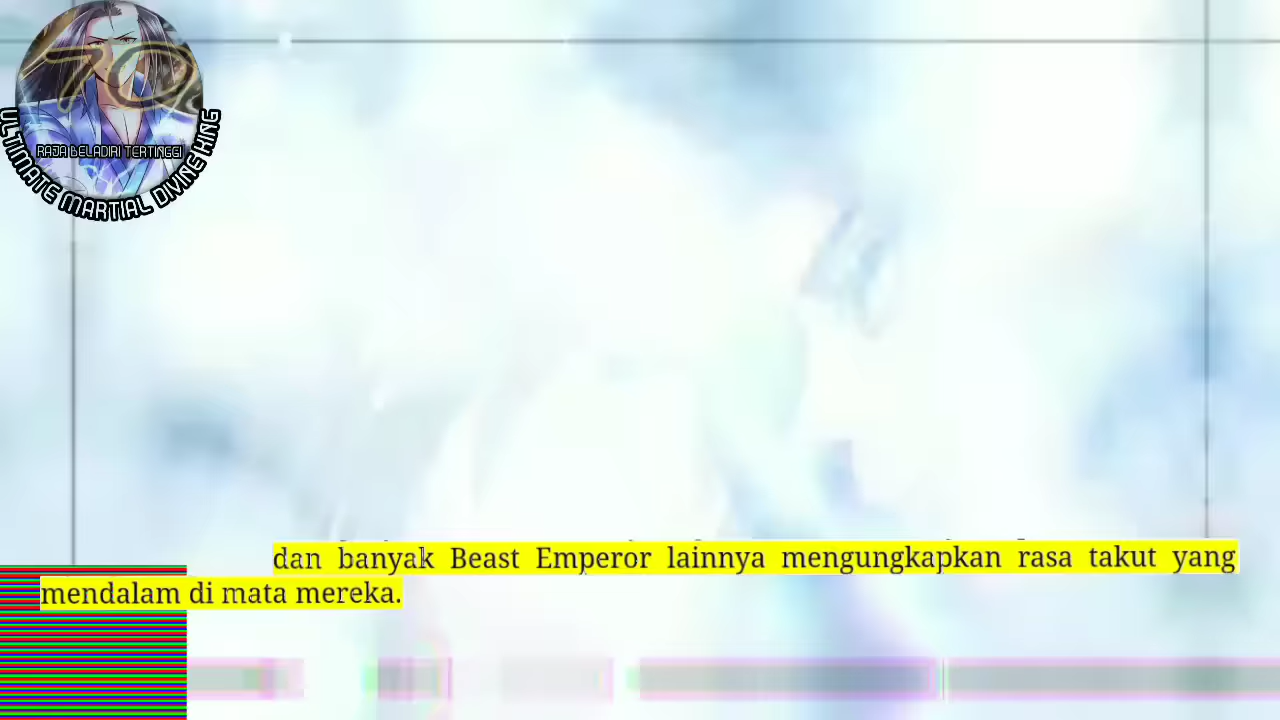 70
RAJA BELADIRI TERTINGGI
ULTIMATE MARTIAL DIVINE KING
dan banyak Beast Emperor lainnya mengungkapkan rasa takut yang
mendalam di mata mereka.